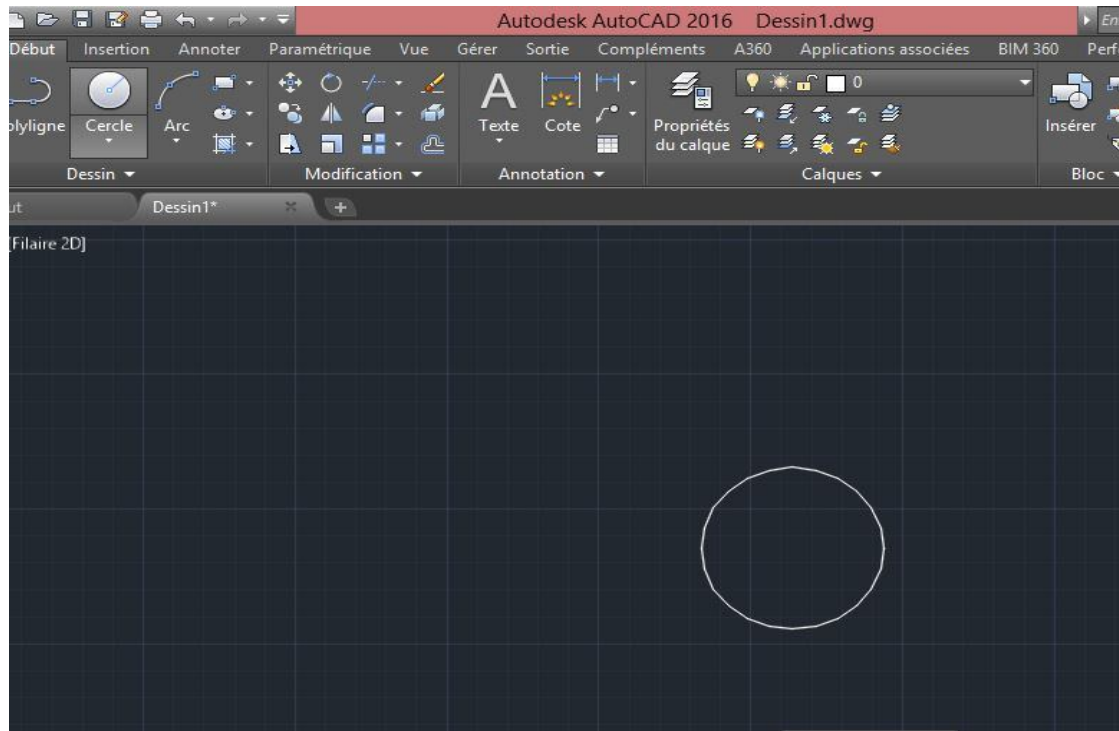 Autodesk AutoCAD 2016 Dessin1.dwg
Début Insertion Annoter Paramétrique Vue Gérer Sortie Compléments A360 Applications associées BIM 360 Perf
0
olyligne Cercle Arc Texte Cote Propriétés du calque Insérer
Dessin Modification Annotation Calques Bloc
ut Dessin1*
[Filaire 2D]